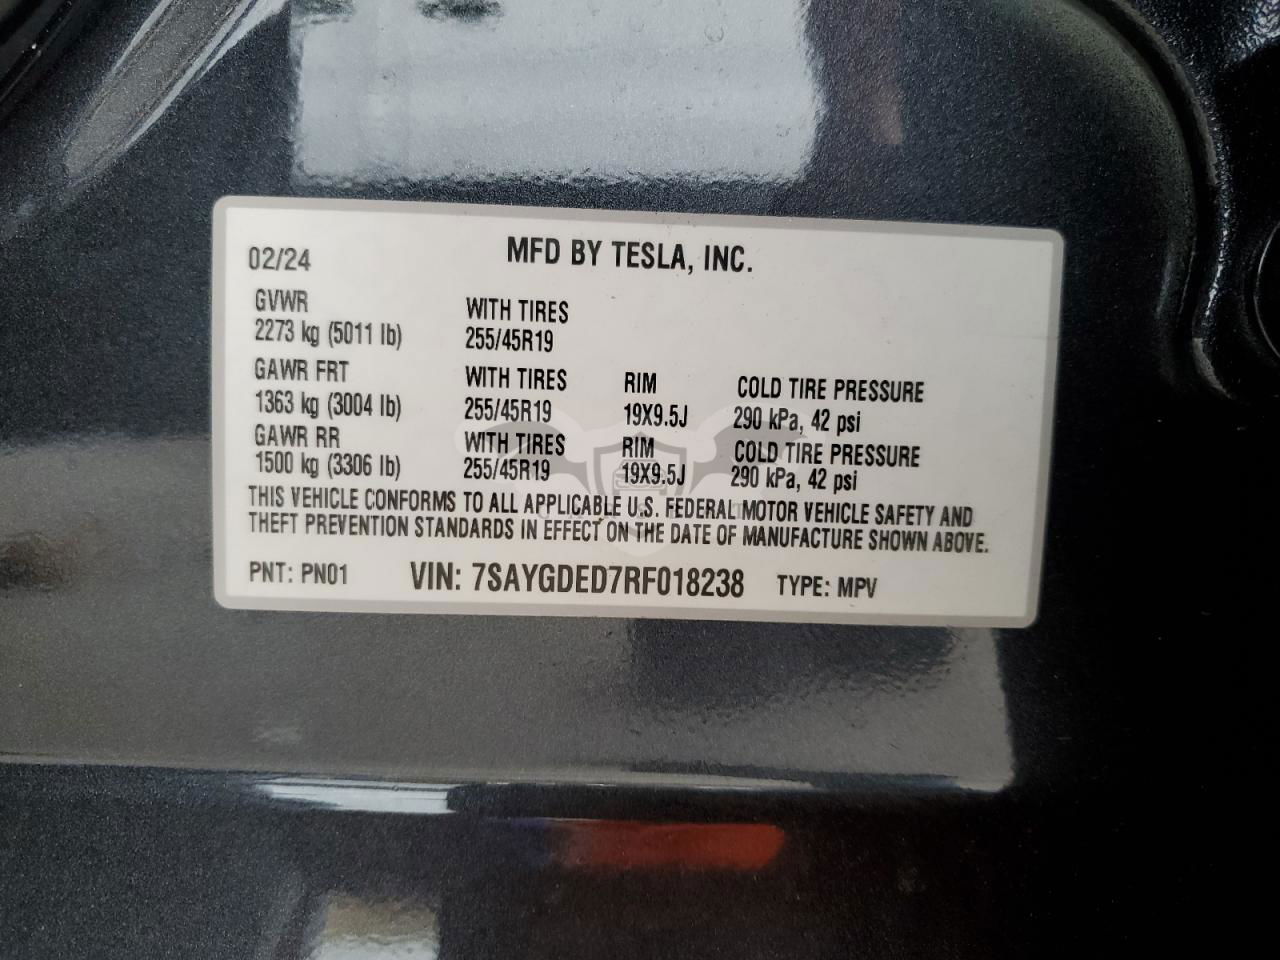 02/24 MFD BY TESLA, INC.
GVWR WITH TIRES
2273 kg (5011 lb) 255/45R19
GAWR FRT WITH TIRES RIM COLD TIRE PRESSURE
1363 kg (3004 lb) 255/45R19 19X9.5J 290 kPa, 42 psi
GAWR RR WITH TIRES RIM COLD TIRE PRESSURE
1500 kg (3306 lb) 255/45R19 19X9.5J 290 kPa, 42 psi
THIS VEHICLE CONFORMS TO ALL APPLICABLE U.S. FEDERAL MOTOR VEHICLE SAFETY AND
THEFT PREVENTION STANDARDS IN EFFECT ON THE DATE OF MANUFACTURE SHOWN ABOVE.
PNT: PN01 VIN: 7SAYGDED7RF018238 TYPE: MPV